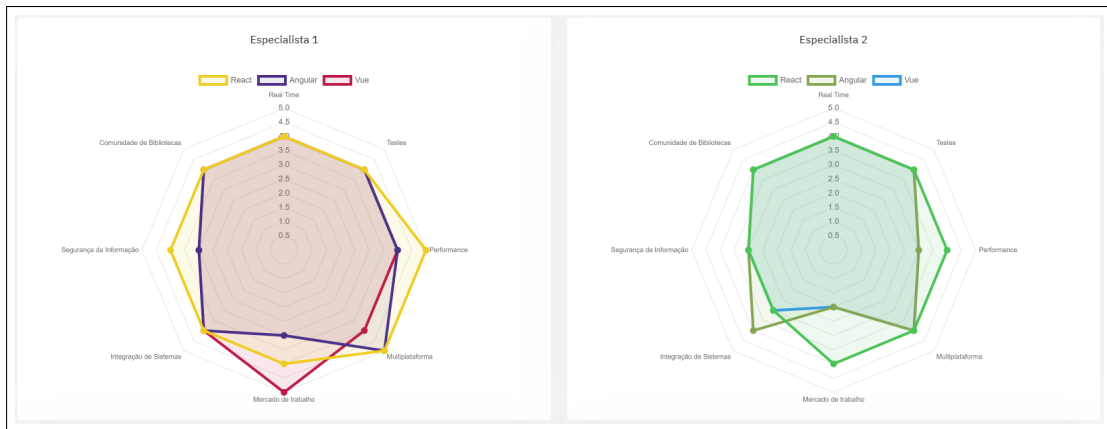 Especialista 1
React Angular Vue
Real Time
5.0
4.5
4.0
3.5
3.0
2.5
2.0
1.5
1.0
0.5
Comunidade de Bibliotecas
Testes
Segurança da Informação
Performance
Integração de Sistemas
Multiplataforma
Mercado de trabalho
Especialista 2
React Angular Vue
Real Time
5.0
4.5
4.0
3.5
3.0
2.5
2.0
1.5
1.0
0.5
Comunidade de Bibliotecas
Testes
Segurança da Informação
Performance
Integração de Sistemas
Multiplataforma
Mercado de trabalho